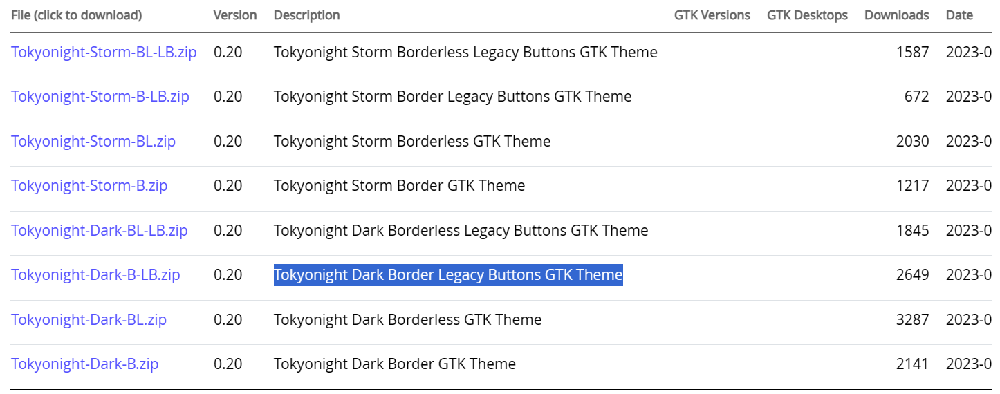 File (click to download) Version Description GTK Versions GTK Desktops Downloads Date
Tokyonight-Storm-BL-LB.zip 0.20 Tokyonight Storm Borderless Legacy Buttons GTK Theme 1587 2023-0
Tokyonight-Storm-B-LB.zip 0.20 Tokyonight Storm Border Legacy Buttons GTK Theme 672 2023-0
Tokyonight-Storm-BL.zip 0.20 Tokyonight Storm Borderless GTK Theme 2030 2023-0
Tokyonight-Storm-B.zip 0.20 Tokyonight Storm Border GTK Theme 1217 2023-0
Tokyonight-Dark-BL-LB.zip 0.20 Tokyonight Dark Borderless Legacy Buttons GTK Theme 1845 2023-0
Tokyonight-Dark-B-LB.zip 0.20 Tokyonight Dark Border Legacy Buttons GTK Theme 2649 2023-0
Tokyonight-Dark-BL.zip 0.20 Tokyonight Dark Borderless GTK Theme 3287 2023-0
Tokyonight-Dark-B.zip 0.20 Tokyonight Dark Border GTK Theme 2141 2023-0